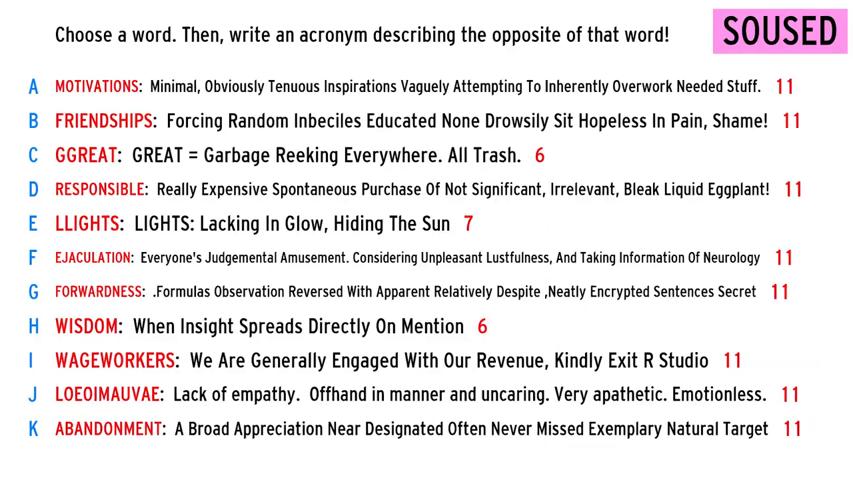 Choose a word. Then, write an acronym describing the opposite of that word!
SOUSED
A MOTIVATIONS: Minimal, Obviously Tenuous Inspirations Vaguely Attempting To Inherently Overwork Needed Stuff. 11
B FRIENDSHIPS: Forcing Random Inbeciles Educated None Drowsily Sit Hopeless In Pain, Shame! 11
C GGREAT: GREAT = Garbage Reeking Everywhere. All Trash. 6
D RESPONSIBLE: Really Expensive Spontaneous Purchase Of Not Significant, Irrelevant, Bleak Liquid Eggplant! 11
E LLIGHTS: LIGHTS: Lacking In Glow, Hiding The Sun 7
F EJACULATION: Everyone's Judgemental Amusement. Considering Unpleasant Lustfulness, And Taking Information Of Neurology 11
G FORWARDNESS: .Formulas Observation Reversed With Apparent Relatively Despite ,Neatly Encrypted Sentences Secret 11
H WISDOM: When Insight Spreads Directly On Mention 6
I WAGEWORKERS: We Are Generally Engaged With Our Revenue, Kindly Exit R Studio 11
J LOEOIMAUVAE: Lack of empathy. Offhand in manner and uncaring. Very apathetic. Emotionless. 11
K ABANDONMENT: A Broad Appreciation Near Designated Often Never Missed Exemplary Natural Target 11